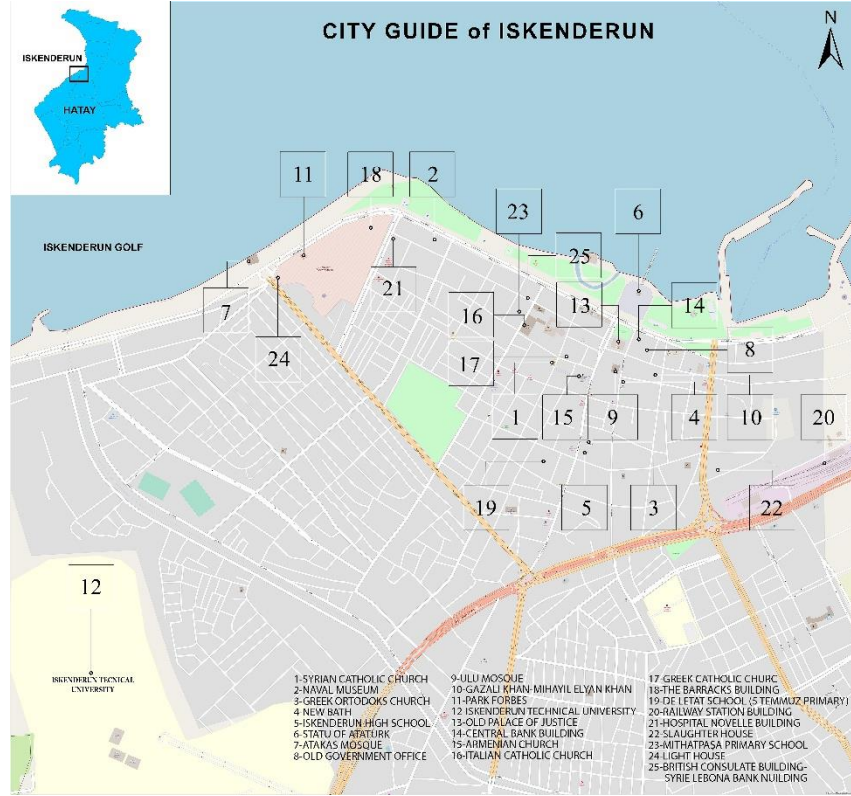 CITY GUIDE of ISKENDERUN
N
ISKENDERUN
HATAY
ISKENDERUN GOLF
11
18
2
23
6
25
7
21
24
16
13
14
17
8
1
15
9
4
10
20
19
5
3
22
12
ISKENDERUN TECNICAL
UNIVERSITY
1-SYRIAN CATHOLIC CHURCH
2-NAVAL MUSEUM
3-GREEK ORTODOKS CHURCH
4 NEW BATH
5-ISKENDERUN HIGH SCHOOL
6-STATU OF ATATURK
7-ATAKAS MOSQUE
8-OLD GOVERNMENT OFFICE
9-ULU MOSQUE
10-GAZALI KHAN-MIHAYIL ELYAN KHAN
11-PARK FORBES
12 ISKENDERUN TECHNICAL UNIVERSITY
13-OLD PALACE OF JUSTICE
14-CENTRAL BANK BUILDING
15-ARMENIAN CHURCH
16-ITALIAN CATHOLIC CHURCH
17 GREEK CATHOLIC CHURC
18-THE BARRACKS BUILDING
19-DE LETAT SCHOOL (5 TEMMUZ PRIMARY)
20-RAILWAY STATION BUILDING
21-HOSPITAL NOVELLE BUILDING
22-SLAUGHTER HOUSE
23-MITHATPAŞA PRIMARY SCHOOL
24 LIGHT HOUSE
25-BRITISH CONSULATE BUILDING-
SYRIE LEBONA BANK NUILDING